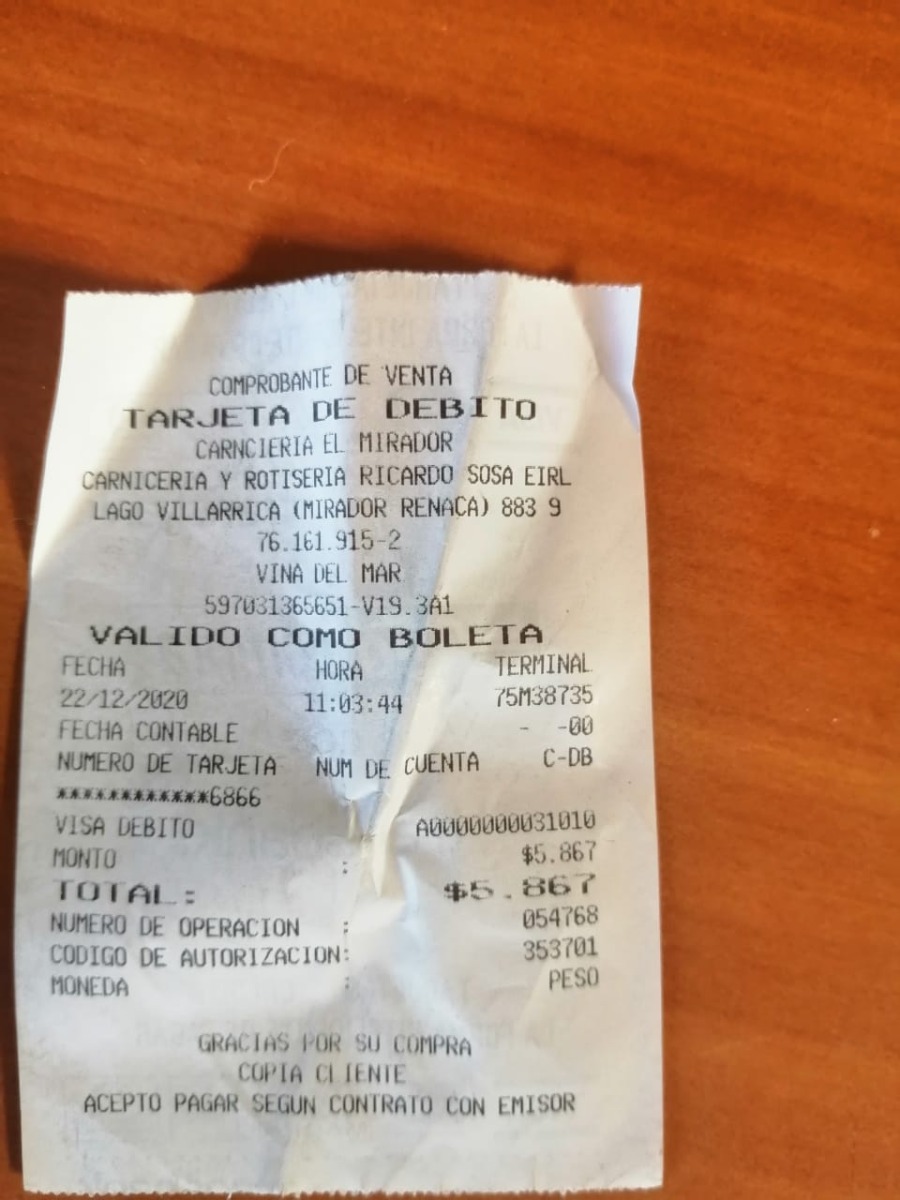 COMPROBANTE DE VENTA
TARJETA DE DEBITO
CARNCIERIA EL MIRADOR
CARNICERIA Y ROTISERIA RICARDO SOSA EIRL
LAGO VILLARRICA (MIRADOR RENACA) 883 9
76.161.915-2
VINA DEL MAR
597031365651-V19.3A1
VALIDO COMO BOLETA
FECHA HORA TERMINAL
22/12/2020 11:03:44 75M38735
FECHA CONTABLE - -00
NUMERO DE TARJETA NUM DE CUENTA C-DB
************6866
VISA DEBITO A0000000031010
MONTO : $5.867
TOTAL: $5.867
NUMERO DE OPERACION : 054768
CODIGO DE AUTORIZACION: 353701
MONEDA : PESO
GRACIAS POR SU COMPRA
COPIA CLIENTE
ACEPTO PAGAR SEGUN CONTRATO CON EMISOR